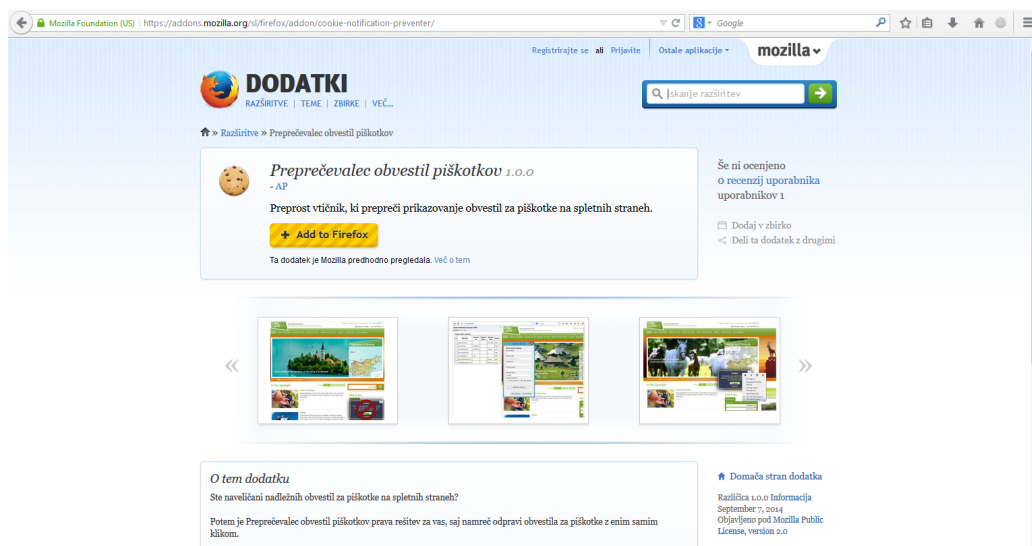 Mozilla Foundation (US) https://addons.mozilla.org/sl/firefox/addon/cookie-notification-preventer/ Google
Registrirajte se ali Prijavite Ostale aplikacije mozilla
DODATKI
RAZŠIRITVE | TEME | ZBIRKE | VEČ...
iskanje razširitev
» Razširitve » Preprečevalec obvestil piškotkov
Preprečevalec obvestil piškotkov 1.0.0
- AP
Preprost vtičnik, ki prepreči prikazovanje obvestil za piškotke na spletnih straneh.
+ Add to Firefox
Ta dodatek je Mozilla predhodno pregledala. Več o tem
Še ni ocenjeno
0 recenzij uporabnika
uporabnikov 1
Dodaj v zbirko
Deli ta dodatek z drugimi
O tem dodatku
Ste naveličani nadležnih obvestil za piškotke na spletnih straneh?
Potem je Preprečevalec obvestil piškotkov prava rešitev za vas, saj namreč odpravi obvestila za piškotke z enim samim
klikom.
Domača stran dodatka
Različica 1.0.0 Informacija
September 7, 2014
Objavljeno pod Mozilla Public
License, version 2.0